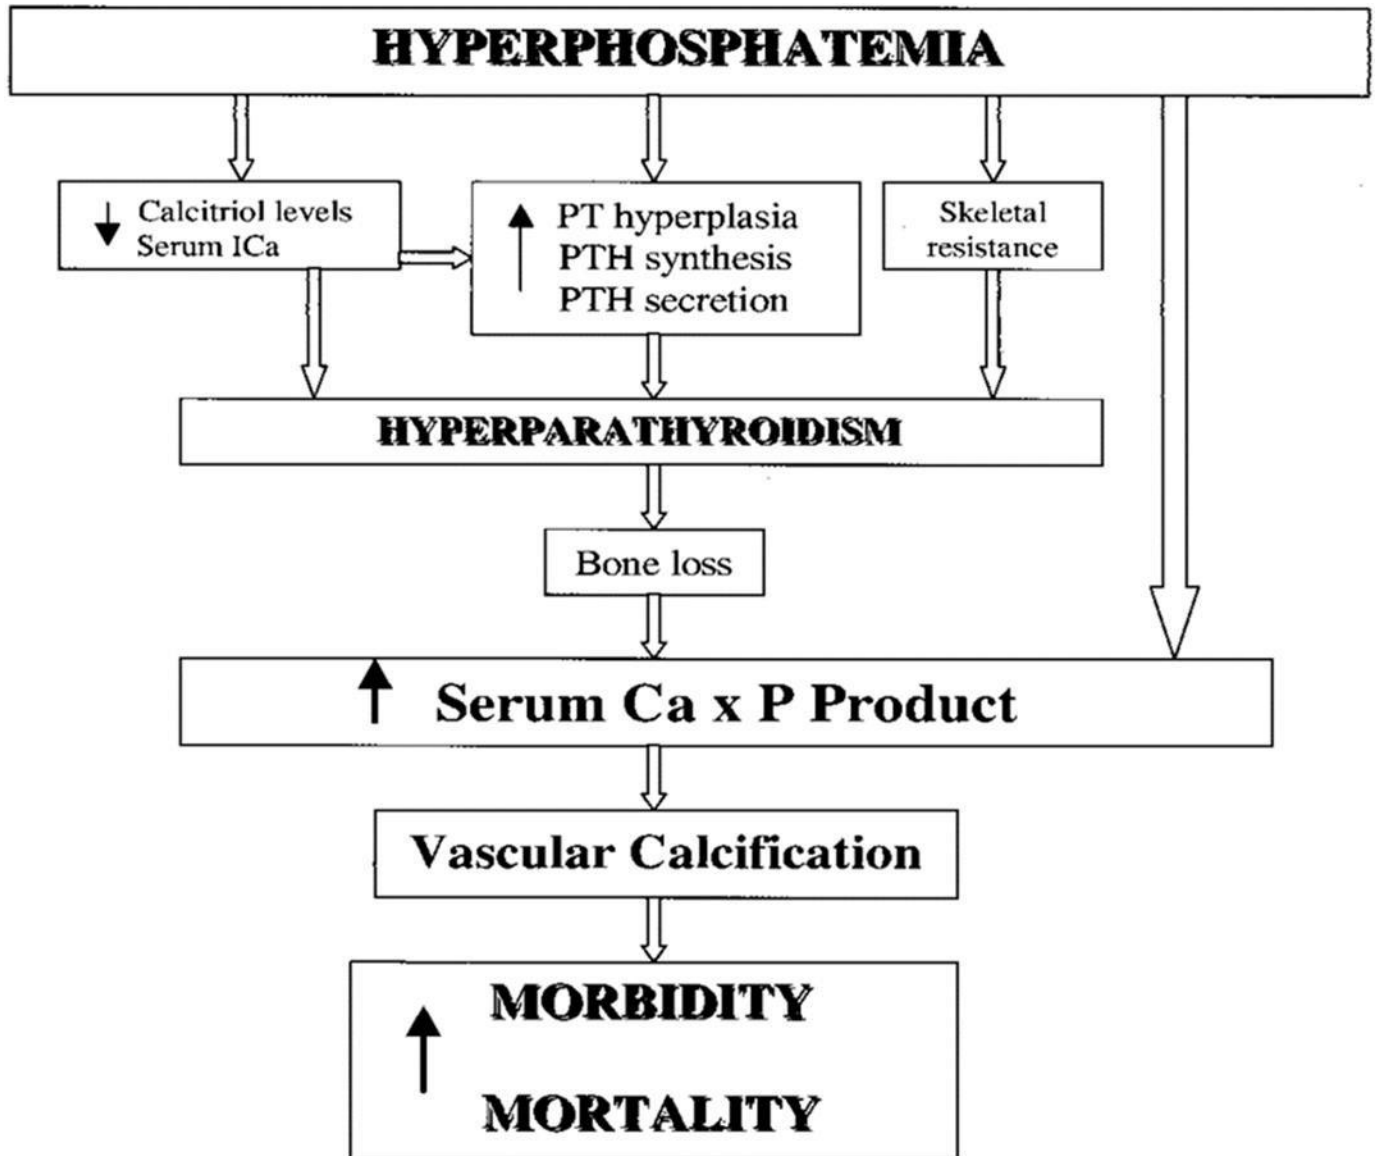 HYPERPHOSPHATEMIA
Calcitriol levels
Serum ICa
PT hyperplasia
PTH synthesis
PTH secretion
Skeletal
resistance
HYPERPARATHYROIDISM
Bone loss
Serum Ca x P Product
Vascular Calcification
MORBIDITY
MORTALITY